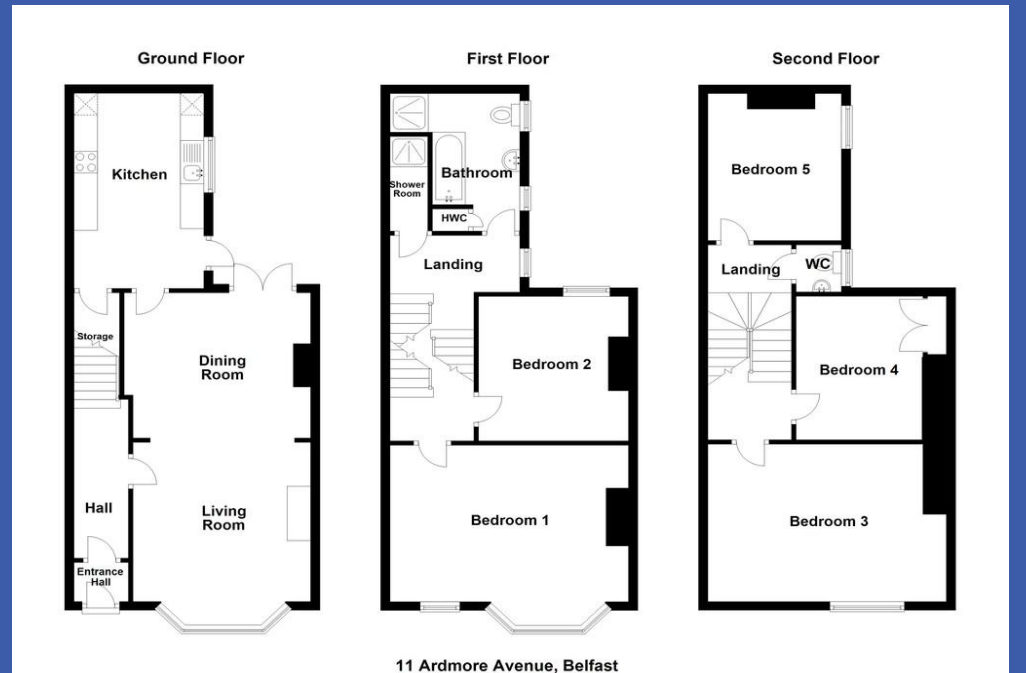 Ground Floor
First Floor
Second Floor
Kitchen
Storage
Dining
Room
Hall
Living
Room
Entrance
Hall
Bathroom
Shower
Room
HWC
Landing
Bedroom 2
Bedroom 1
Bedroom 5
Landing
WC
Bedroom 4
Bedroom 3
11 Ardmore Avenue, Belfast